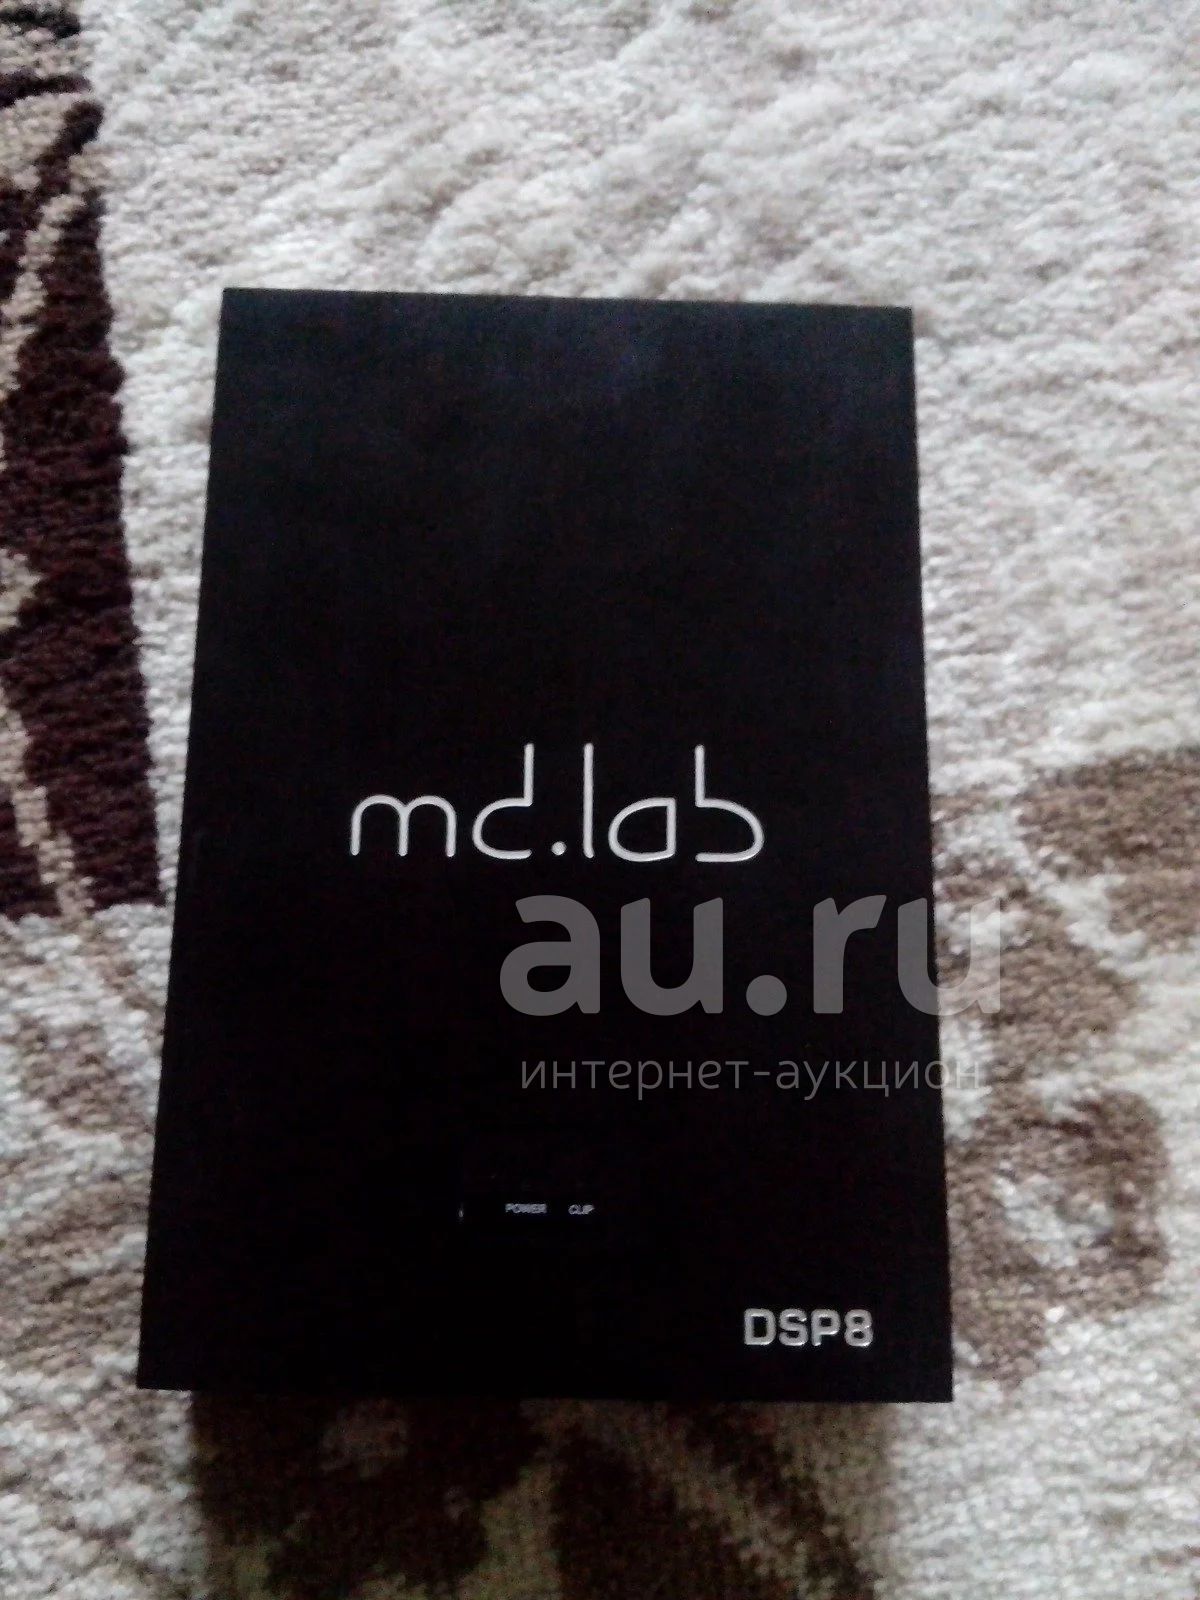 md.lab
au.ru
интернет-аукцион
POWER CLIP
DSP8